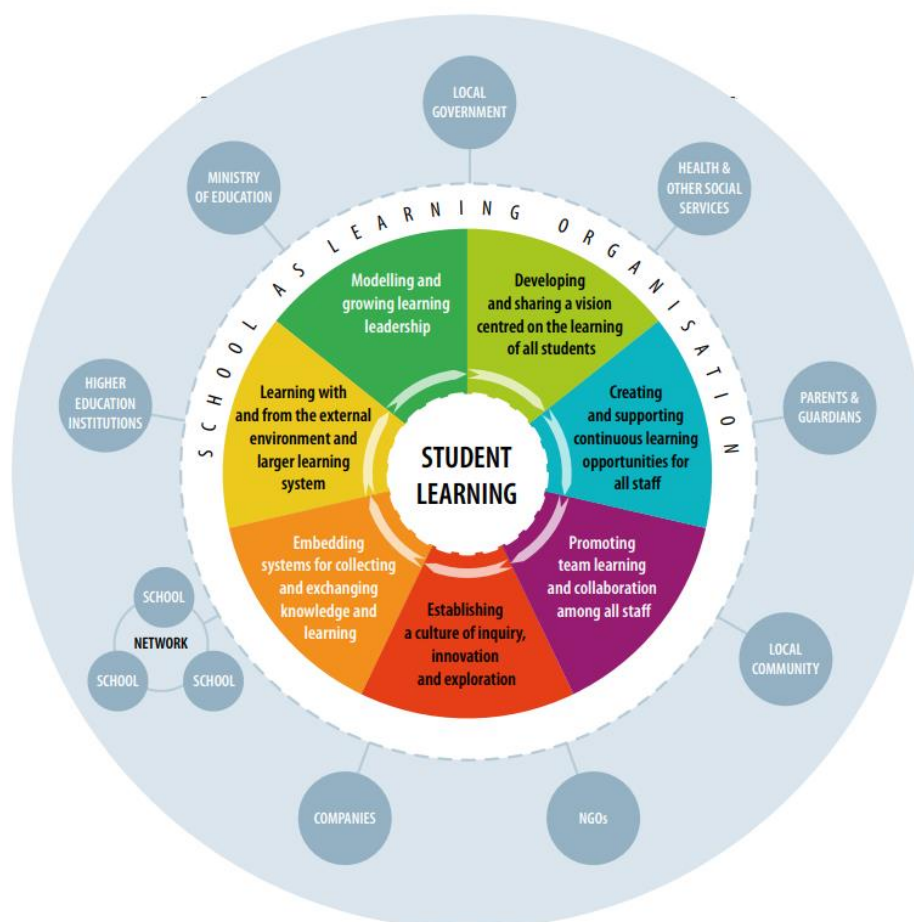 LOCAL
GOVERNMENT
HEALTH &
OTHER SOCIAL
SERVICES
PARENTS &
GUARDIANS
LOCAL
COMMUNITY
NGOs
COMPANIES
SCHOOL
NETWORK
SCHOOL
SCHOOL
HIGHER
EDUCATION
INSTITUTIONS
MINISTRY
OF EDUCATION
SCHOOL AS LEARNING ORGANISATION
Developing
and sharing a vision
centred on the learning
of all students
Creating
and supporting
continuous learning
opportunities for
all staff
Promoting
team learning
and collaboration
among all staff
Establishing
a culture of inquiry,
innovation
and exploration
Embedding
systems for collecting
and exchanging
knowledge and
learning
Learning with
and from the external
environment and
larger learning
system
Modelling and
growing learning
leadership
STUDENT
LEARNING